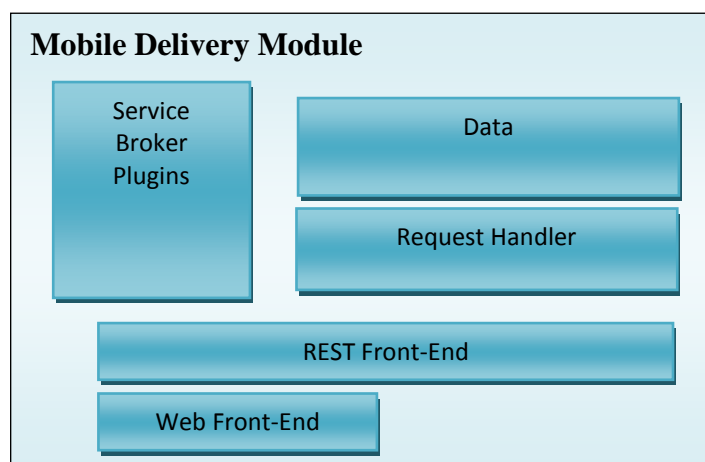 Mobile Delivery Module
Service
Broker
Plugins
Data
Request Handler
REST Front-End
Web Front-End